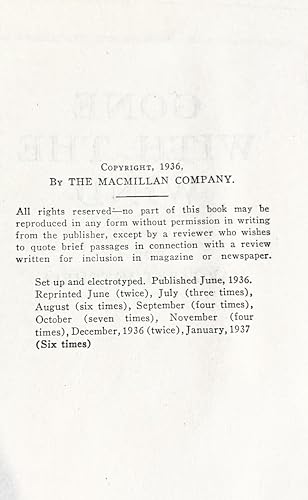 COPYRIGHT, 1936,
BY THE MACMILLAN COMPANY.
All rights reserved—no part of this book may be
reproduced in any form without permission in writing
from the publisher, except by a reviewer who wishes
to quote brief passages in connection with a review
written for inclusion in magazine or newspaper.
Set up and electrotyped. Published June, 1936.
Reprinted June (twice), July (three times),
August (six times), September (four times),
October (seven times), November (four
times), December, 1936 (twice), January, 1937
(Six times)